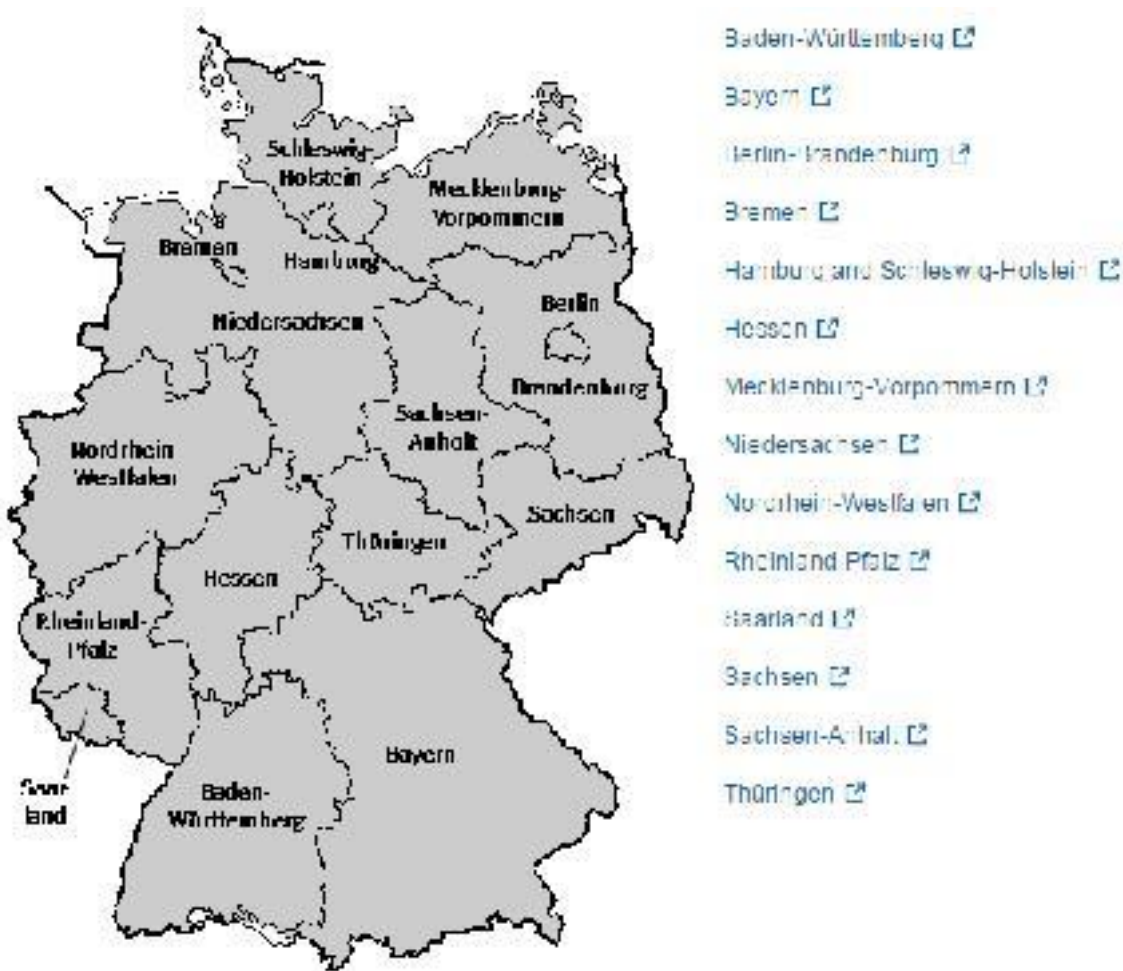 Schleswig-
Holstein
Mecklenburg-
Vorpommern
Bremen
Hamburg
Niedersachsen
Berlin
Brandenburg
Sachsen-
Anhalt
Nordrhein
Westfalen
Sachsen
Thüringen
Hessen
Rheinland-
Pfalz
Bayern
Saar-
land
Baden-
Württemberg
Baden-Württemberg
Bayern
Berlin-Brandenburg
Bremen
Hamburg and Schleswig-Holstein
Hessen
Mecklenburg-Vorpommern
Niedersachsen
Nordrhein-Westfalen
Rheinland-Pfalz
Saarland
Sachsen
Sachsen-Anhalt
Thüringen